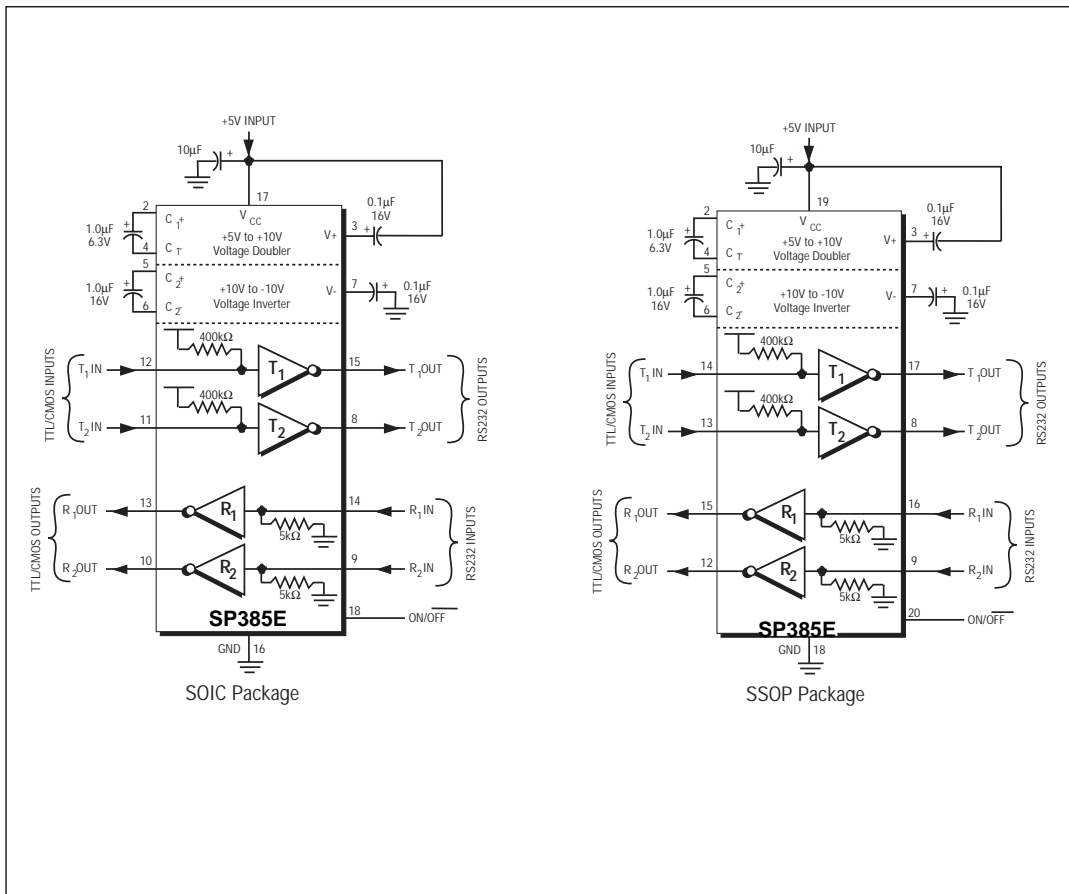 +5V INPUT
10µF
+
17
2
VCC
0.1µF
16V
C1+
3
+
V+
+
1.0µF
6.3V
+5V to +10V
Voltage Doubler
4
C1-
5
C2+
+
1.0µF
16V
+10V to -10V
Voltage Inverter
V-
7
+
0.1µF
16V
6
C2-
400kΩ
TTL/CMOS INPUTS
T1IN
12
T1
15
T1OUT
RS232 OUTPUTS
400kΩ
T2IN
11
T2
8
T2OUT
TTL/CMOS OUTPUTS
R1OUT
13
R1
14
R1IN
RS232 INPUTS
5kΩ
R2OUT
10
R2
9
R2IN
5kΩ
18
ON/OFF
SP385E
GND
16
SOIC Package
+5V INPUT
10µF
+
19
2
VCC
0.1µF
16V
C1+
3
+
V+
+
1.0µF
6.3V
+5V to +10V
Voltage Doubler
4
C1-
5
C2+
+
1.0µF
16V
+10V to -10V
Voltage Inverter
V-
7
+
0.1µF
16V
6
C2-
400kΩ
TTL/CMOS INPUTS
T1IN
14
T1
17
T1OUT
RS232 OUTPUTS
400kΩ
T2IN
13
T2
8
T2OUT
TTL/CMOS OUTPUTS
R1OUT
15
R1
16
R1IN
RS232 INPUTS
5kΩ
R2OUT
12
R2
9
R2IN
5kΩ
20
ON/OFF
SP385E
GND
18
SSOP Package